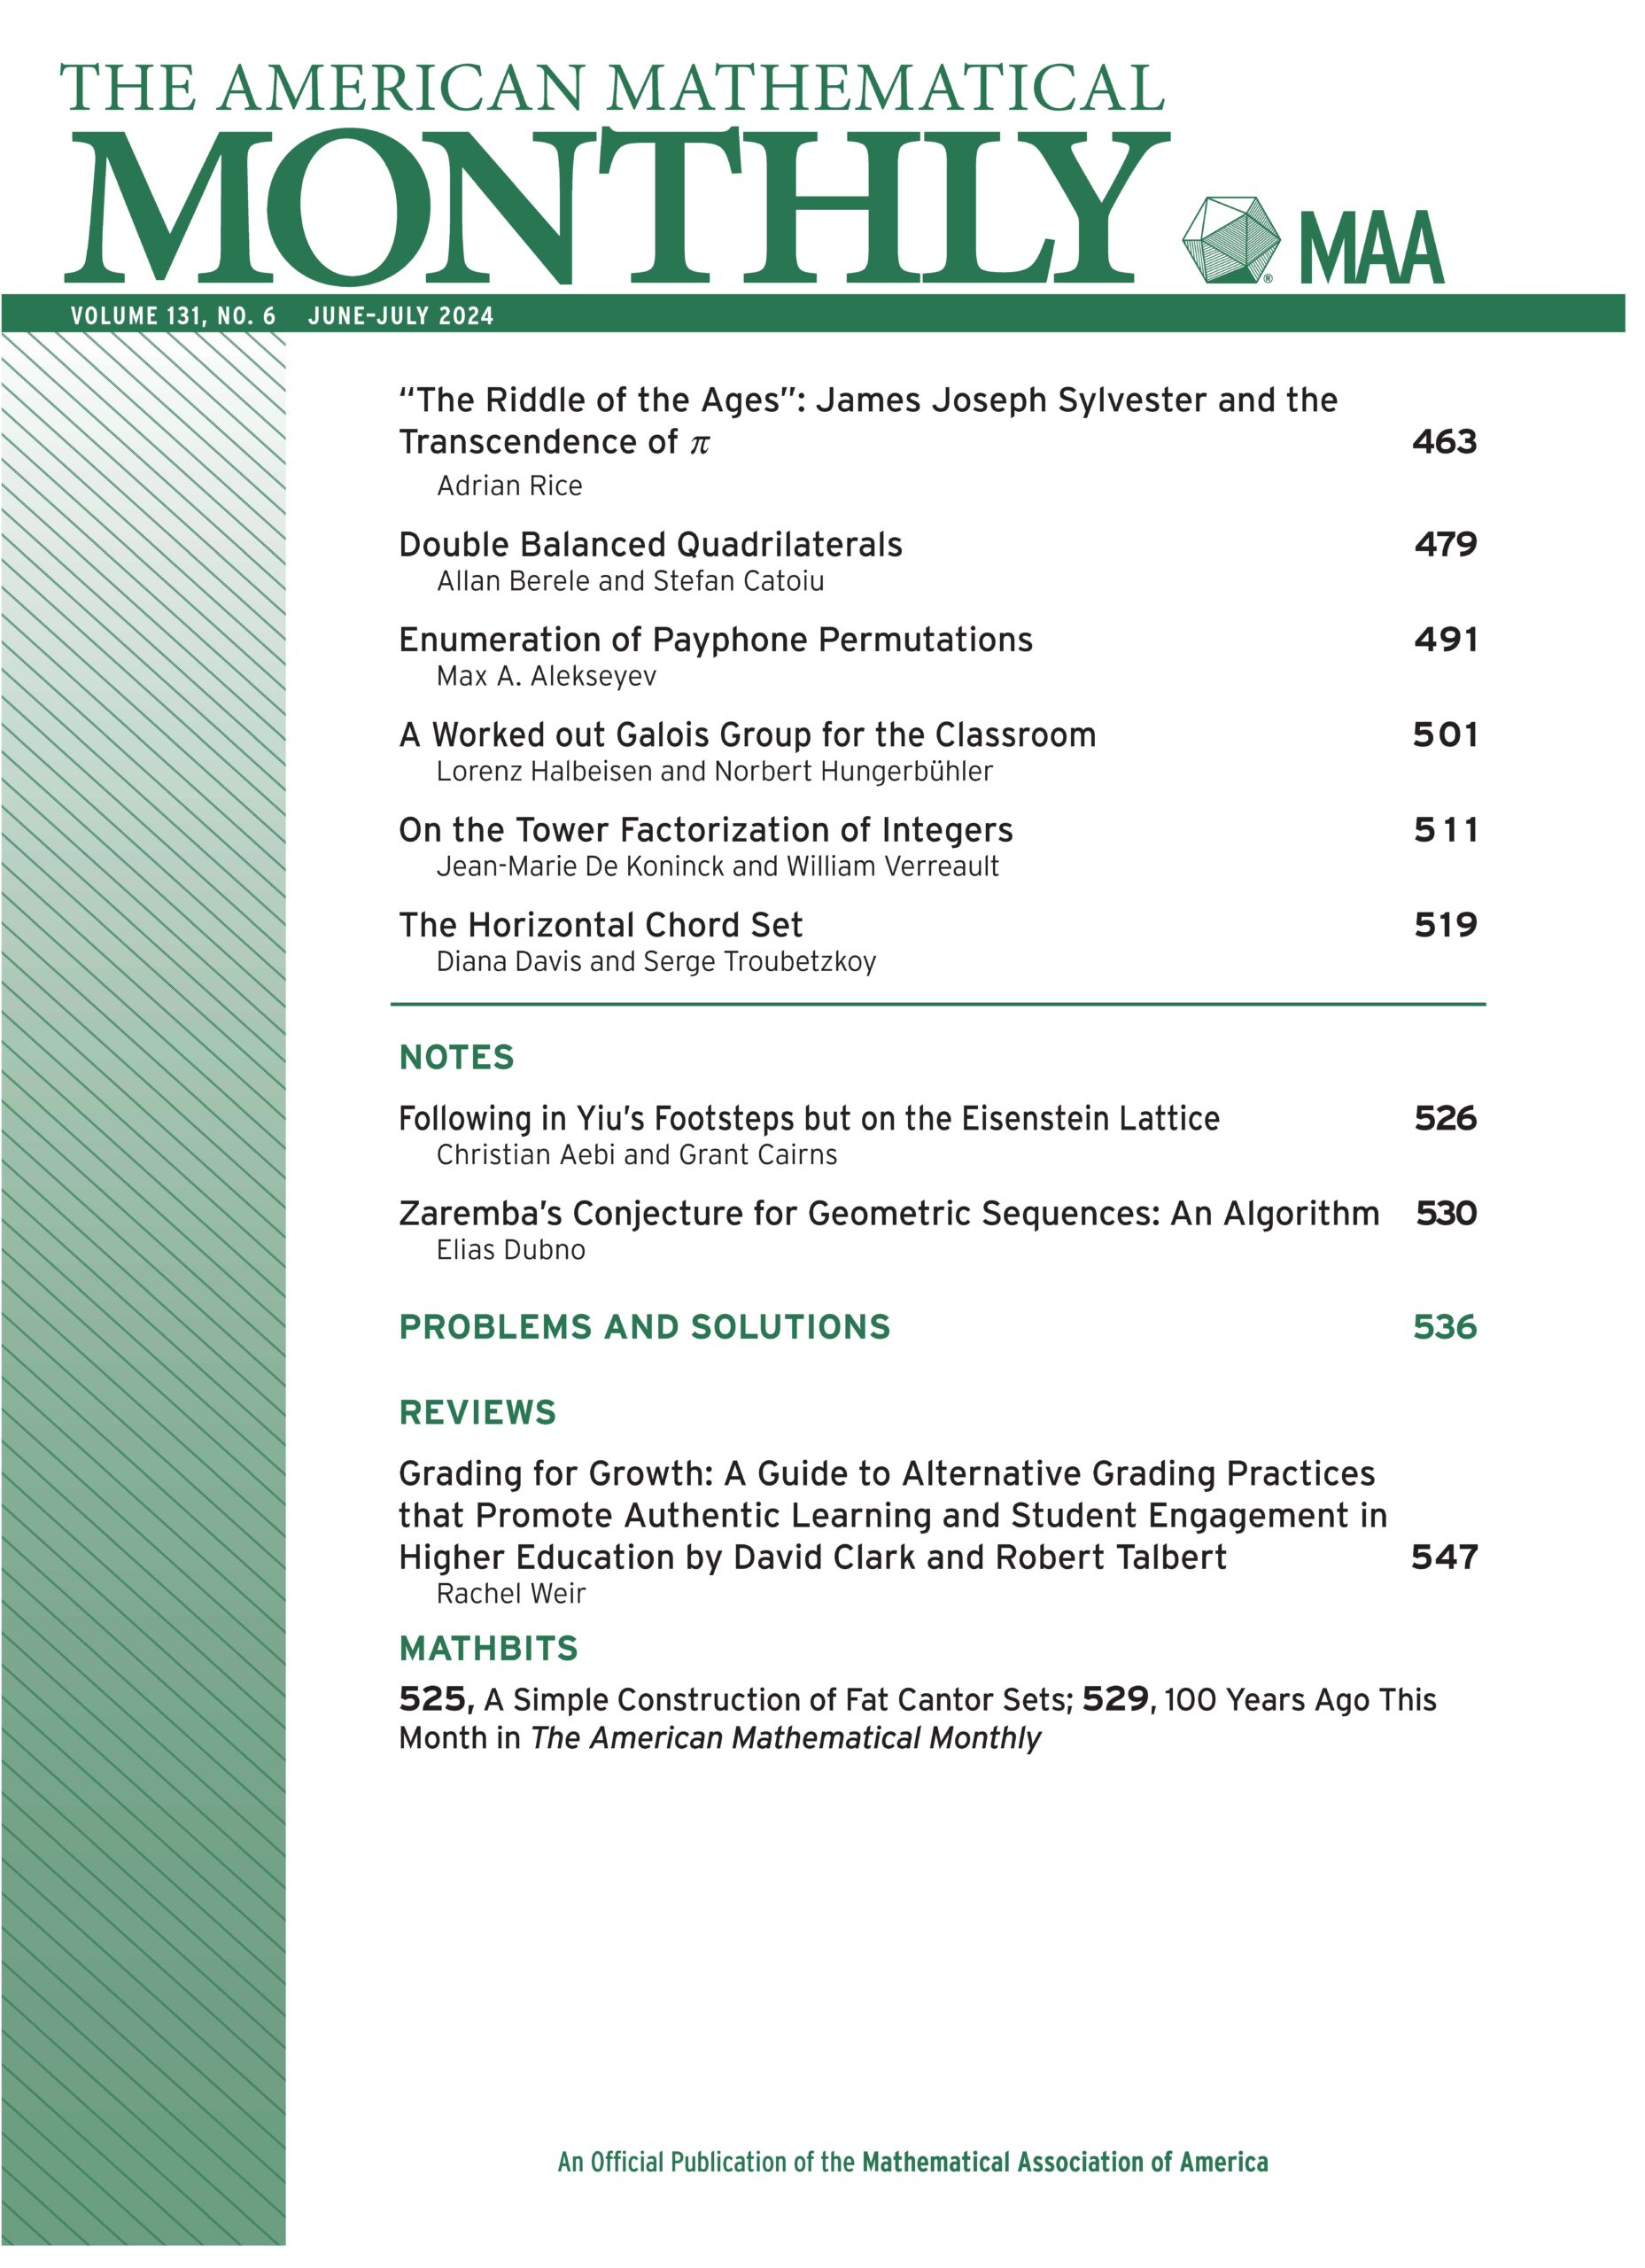 THE AMERICAN MATHEMATICAL
MONTHLY
® MAA
VOLUME 131, NO. 6 JUNE–JULY 2024
“The Riddle of the Ages”: James Joseph Sylvester and the
Transcendence of π 463
Adrian Rice
Double Balanced Quadrilaterals 479
Allan Berele and Stefan Catoiu
Enumeration of Payphone Permutations 491
Max A. Alekseyev
A Worked out Galois Group for the Classroom 501
Lorenz Halbeisen and Norbert Hungerbühler
On the Tower Factorization of Integers 511
Jean-Marie De Koninck and William Verreault
The Horizontal Chord Set 519
Diana Davis and Serge Troubetzkoy
NOTES
Following in Yiu’s Footsteps but on the Eisenstein Lattice 526
Christian Aebi and Grant Cairns
Zaremba’s Conjecture for Geometric Sequences: An Algorithm 530
Elias Dubno
PROBLEMS AND SOLUTIONS 536
REVIEWS
Grading for Growth: A Guide to Alternative Grading Practices
that Promote Authentic Learning and Student Engagement in
Higher Education by David Clark and Robert Talbert 547
Rachel Weir
MATHBITS
525, A Simple Construction of Fat Cantor Sets; 529, 100 Years Ago This
Month in The American Mathematical Monthly
An Official Publication of the Mathematical Association of America